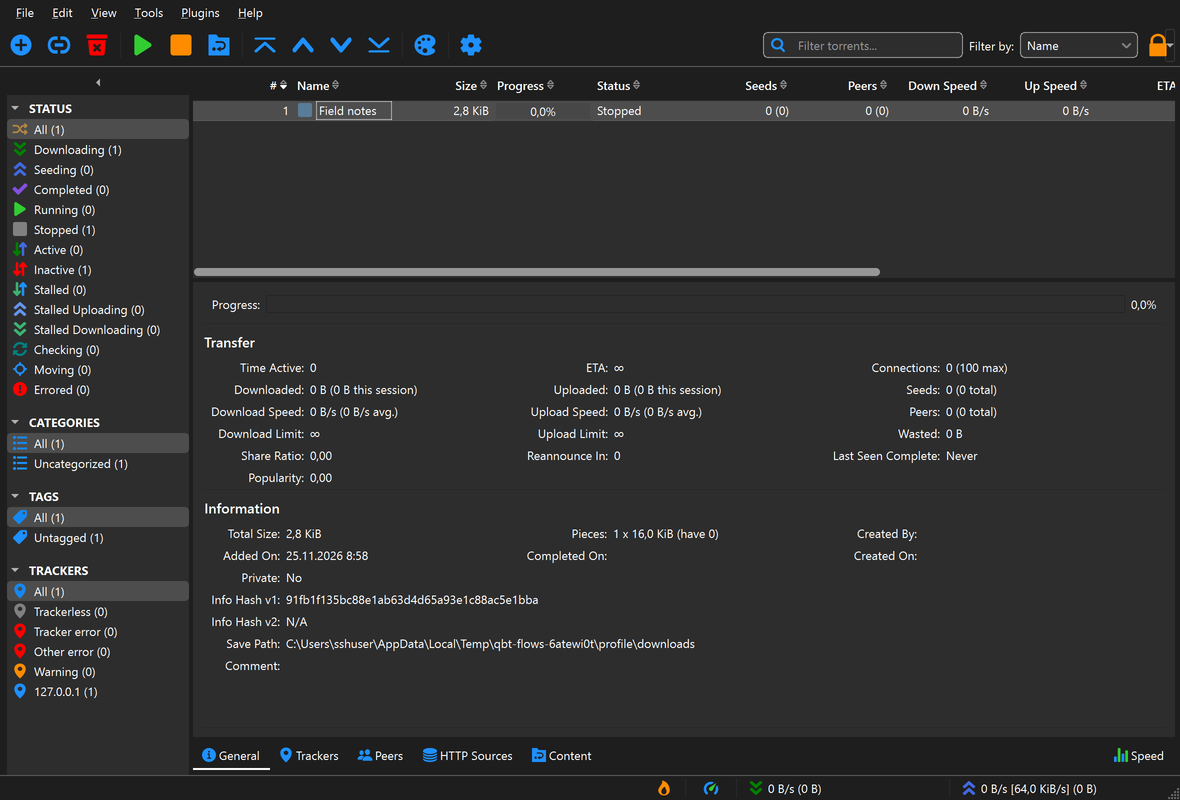 File Edit View Tools Plugins Help
Filter torrents... Filter by: Name
# Name Size Progress Status Seeds Peers Down Speed Up Speed ETA
1 Field notes 2,8 KiB 0,0% Stopped 0 (0) 0 (0) 0 B/s 0 B/s
STATUS
All (1)
Downloading (1)
Seeding (0)
Completed (0)
Running (0)
Stopped (1)
Active (0)
Inactive (1)
Stalled (0)
Stalled Uploading (0)
Stalled Downloading (0)
Checking (0)
Moving (0)
Errored (0)
CATEGORIES
All (1)
Uncategorized (1)
TAGS
All (1)
Untagged (1)
TRACKERS
All (1)
Trackerless (0)
Tracker error (0)
Other error (0)
Warning (0)
127.0.0.1 (1)
Progress: 0,0%
Transfer
Time Active: 0 ETA: ∞ Connections: 0 (100 max)
Downloaded: 0 B (0 B this session) Uploaded: 0 B (0 B this session) Seeds: 0 (0 total)
Download Speed: 0 B/s (0 B/s avg.) Upload Speed: 0 B/s (0 B/s avg.) Peers: 0 (0 total)
Download Limit: ∞ Upload Limit: ∞ Wasted: 0 B
Share Ratio: 0,00 Reannounce In: 0 Last Seen Complete: Never
Popularity: 0,00
Information
Total Size: 2,8 KiB Pieces: 1 x 16,0 KiB (have 0) Created By:
Added On: 25.11.2026 8:58 Completed On: Created On:
Private: No
Info Hash v1: 91fb1f135bc88e1ab63d4d65a93e1c88ac5e1bba
Info Hash v2: N/A
Save Path: C:\Users\sshuser\AppData\Local\Temp\qbt-flows-6atewi0t\profile\downloads
Comment:
General Trackers Peers HTTP Sources Content Speed
0 B/s (0 B) 0 B/s [64,0 KiB/s] (0 B)